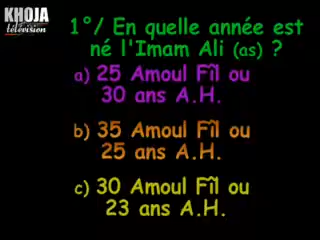 KHOJA
télévision
1°/ En quelle année est
né l'Imam Ali (as) ?
a) 25 Amoul Fîl ou
30 ans A.H.
b) 35 Amoul Fîl ou
25 ans A.H.
c) 30 Amoul Fîl ou
23 ans A.H.